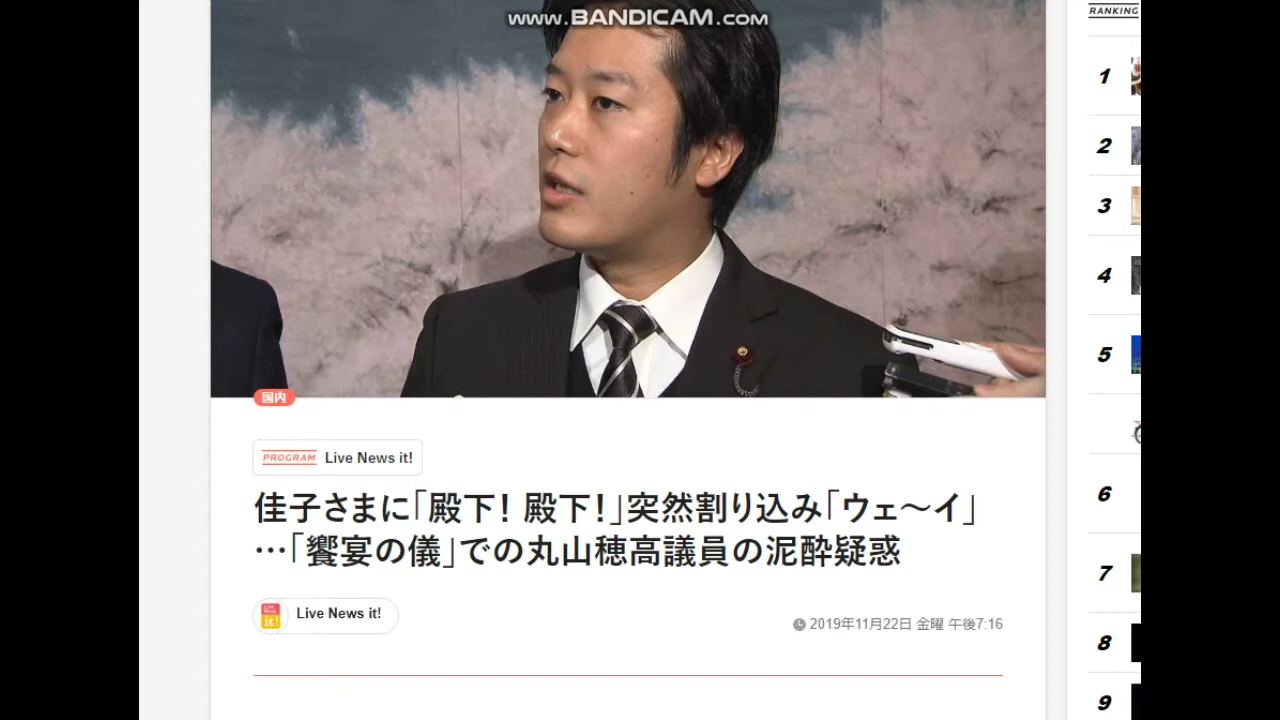 www.BANDICAM.com
RANKING
1
2
3
4
5
6
7
8
9
国内
PROGRAM Live News it!
佳子さまに「殿下！殿下！」突然割り込み「ウェ～イ」
…「饗宴の儀」での丸山穂高議員の泥酔疑惑
Live News it!
2019年11月22日 金曜 午後7:16